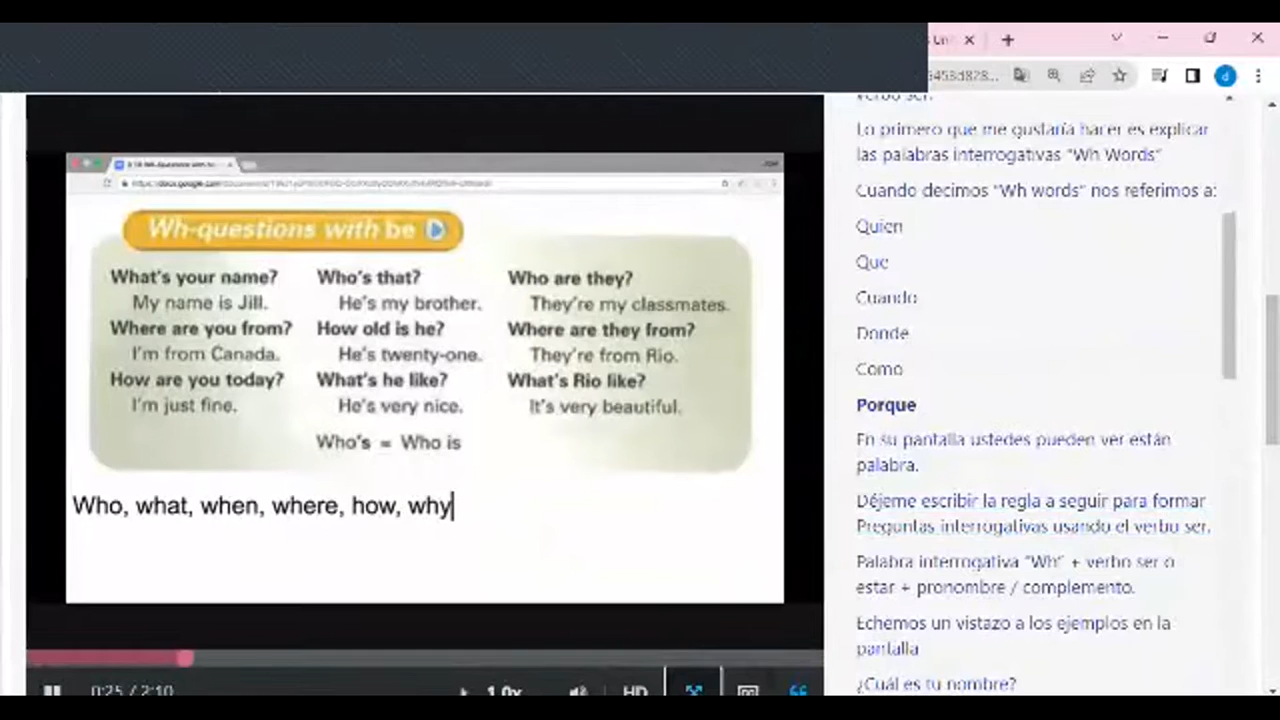 Wh-questions with be
What's your name? Who's that? Who are they?
My name is Jill. He's my brother. They're my classmates.
Where are you from? How old is he? Where are they from?
I'm from Canada. He's twenty-one. They're from Rio.
How are you today? What's he like? What's Rio like?
I'm just fine. He's very nice. It's very beautiful.
Who's = Who is
Who, what, when, where, how, why
0:25 / 2:10
1.0x
HD
d
verbo ser.
Lo primero que me gustaría hacer es explicar
las palabras interrogativas "Wh Words"
Cuando decimos "Wh words" nos referimos a:
Quien
Que
Cuando
Donde
Como
Porque
En su pantalla ustedes pueden ver están
palabra.
Déjeme escribir la regla a seguir para formar
Preguntas interrogativas usando el verbo ser.
Palabra interrogativa "Wh" + verbo ser o
estar + pronombre / complemento.
Echemos un vistazo a los ejemplos en la
pantalla
¿Cuál es tu nombre?